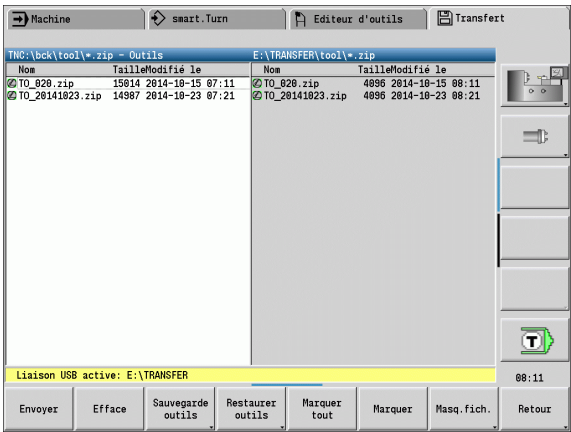 Machine
smart.Turn
Editeur d'outils
Transfert
TNC:\bck\tool\*.zip - Outils
E:\TRANSFER\tool\*.zip
Nom TailleModifié le
Nom TailleModifié le
TO_020.zip 15014 2014-10-15 07:11
TO_020.zip 4096 2014-10-15 08:11
TO_20141023.zip 14987 2014-10-23 07:21
TO_20141023.zip 4096 2014-10-23 08:21
T
Liaison USB active: E:\TRANSFER
08:11
Envoyer
Efface
Sauvegarde outils
Restaurer outils
Marquer tout
Marquer
Masq.fich.
Retour